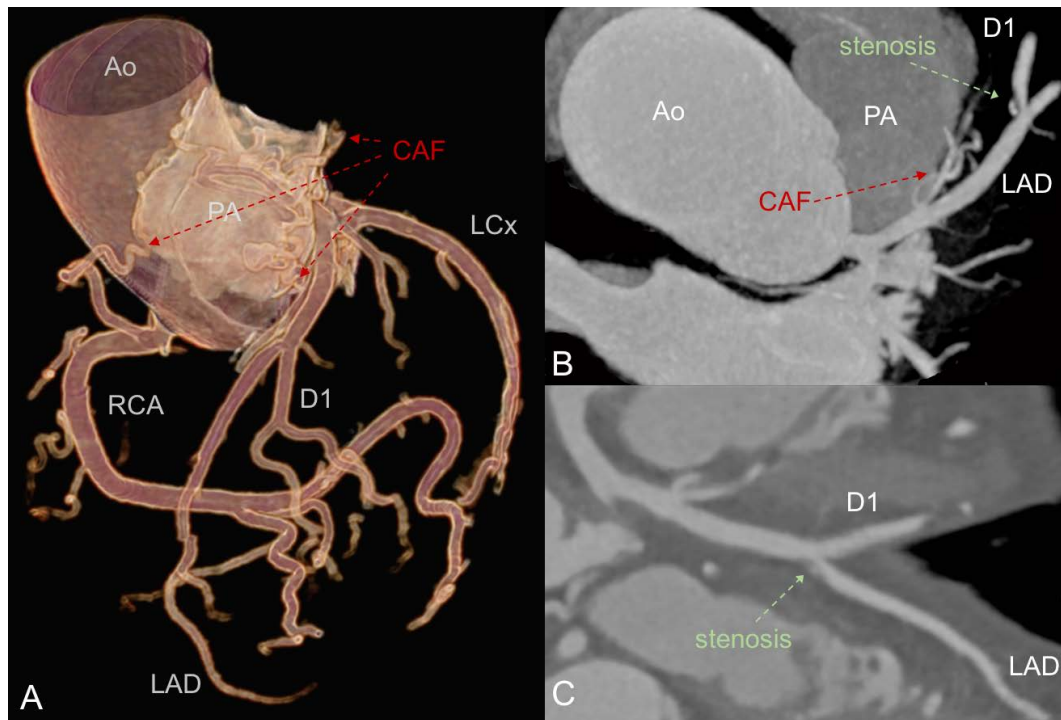 Ao
CAF
PA
LCx
RCA
D1
LAD
A
D1
stenosis
Ao
PA
CAF
LAD
B
D1
stenosis
LAD
C